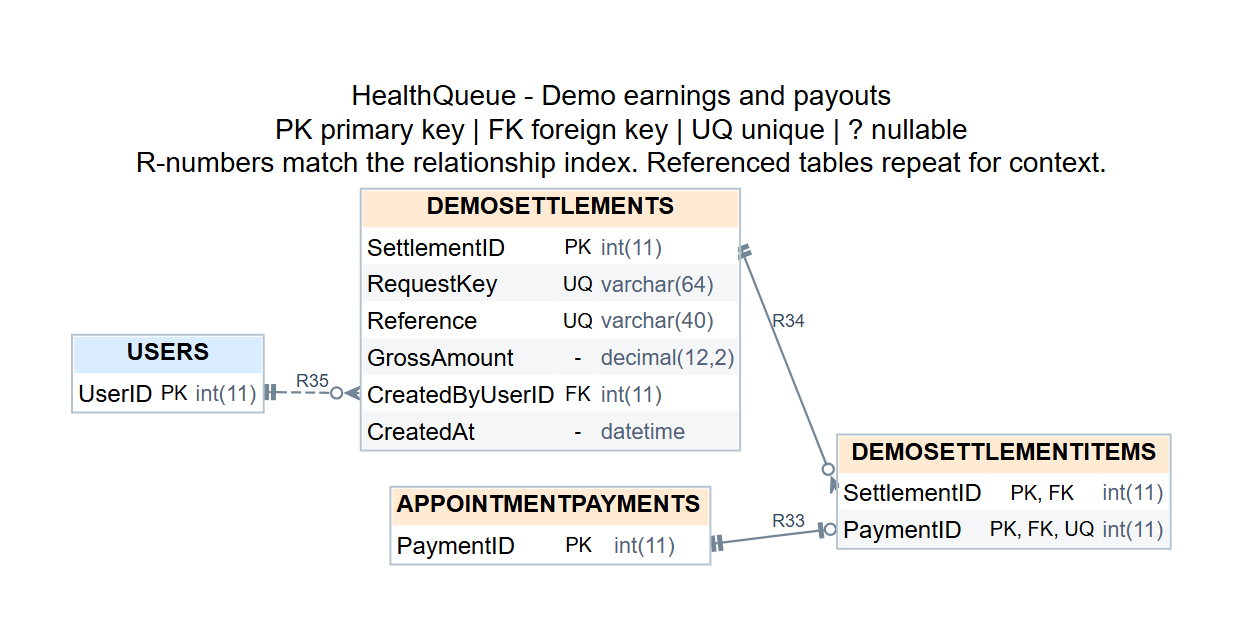 HealthQueue - Demo earnings and payouts
PK primary key | FK foreign key | UQ unique | ? nullable
R-numbers match the relationship index. Referenced tables repeat for context.
DEMOSETTLEMENTS
SettlementID PK int(11)
RequestKey UQ varchar(64)
Reference UQ varchar(40)
GrossAmount - decimal(12,2)
CreatedByUserID FK int(11)
CreatedAt - datetime
USERS
UserID PK int(11)
R35
R34
APPOINTMENTPAYMENTS
PaymentID PK int(11)
R33
DEMOSETTLEMENTITEMS
SettlementID PK, FK int(11)
PaymentID PK, FK, UQ int(11)